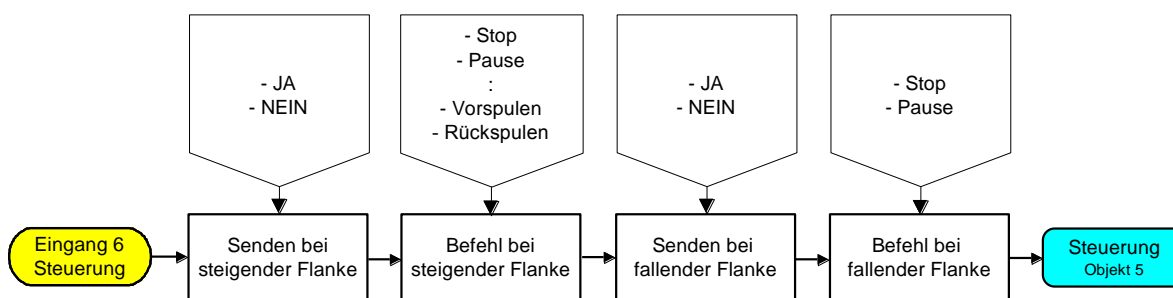 - JA
- NEIN
- Stop
- Pause
:
- Vorspulen
- Rückspulen
- JA
- NEIN
- Stop
- Pause
Eingang 6
Steuerung
Senden bei
steigender Flanke
Befehl bei
steigender Flanke
Senden bei
fallender Flanke
Befehl bei
fallender Flanke
Steuerung
Objekt 5